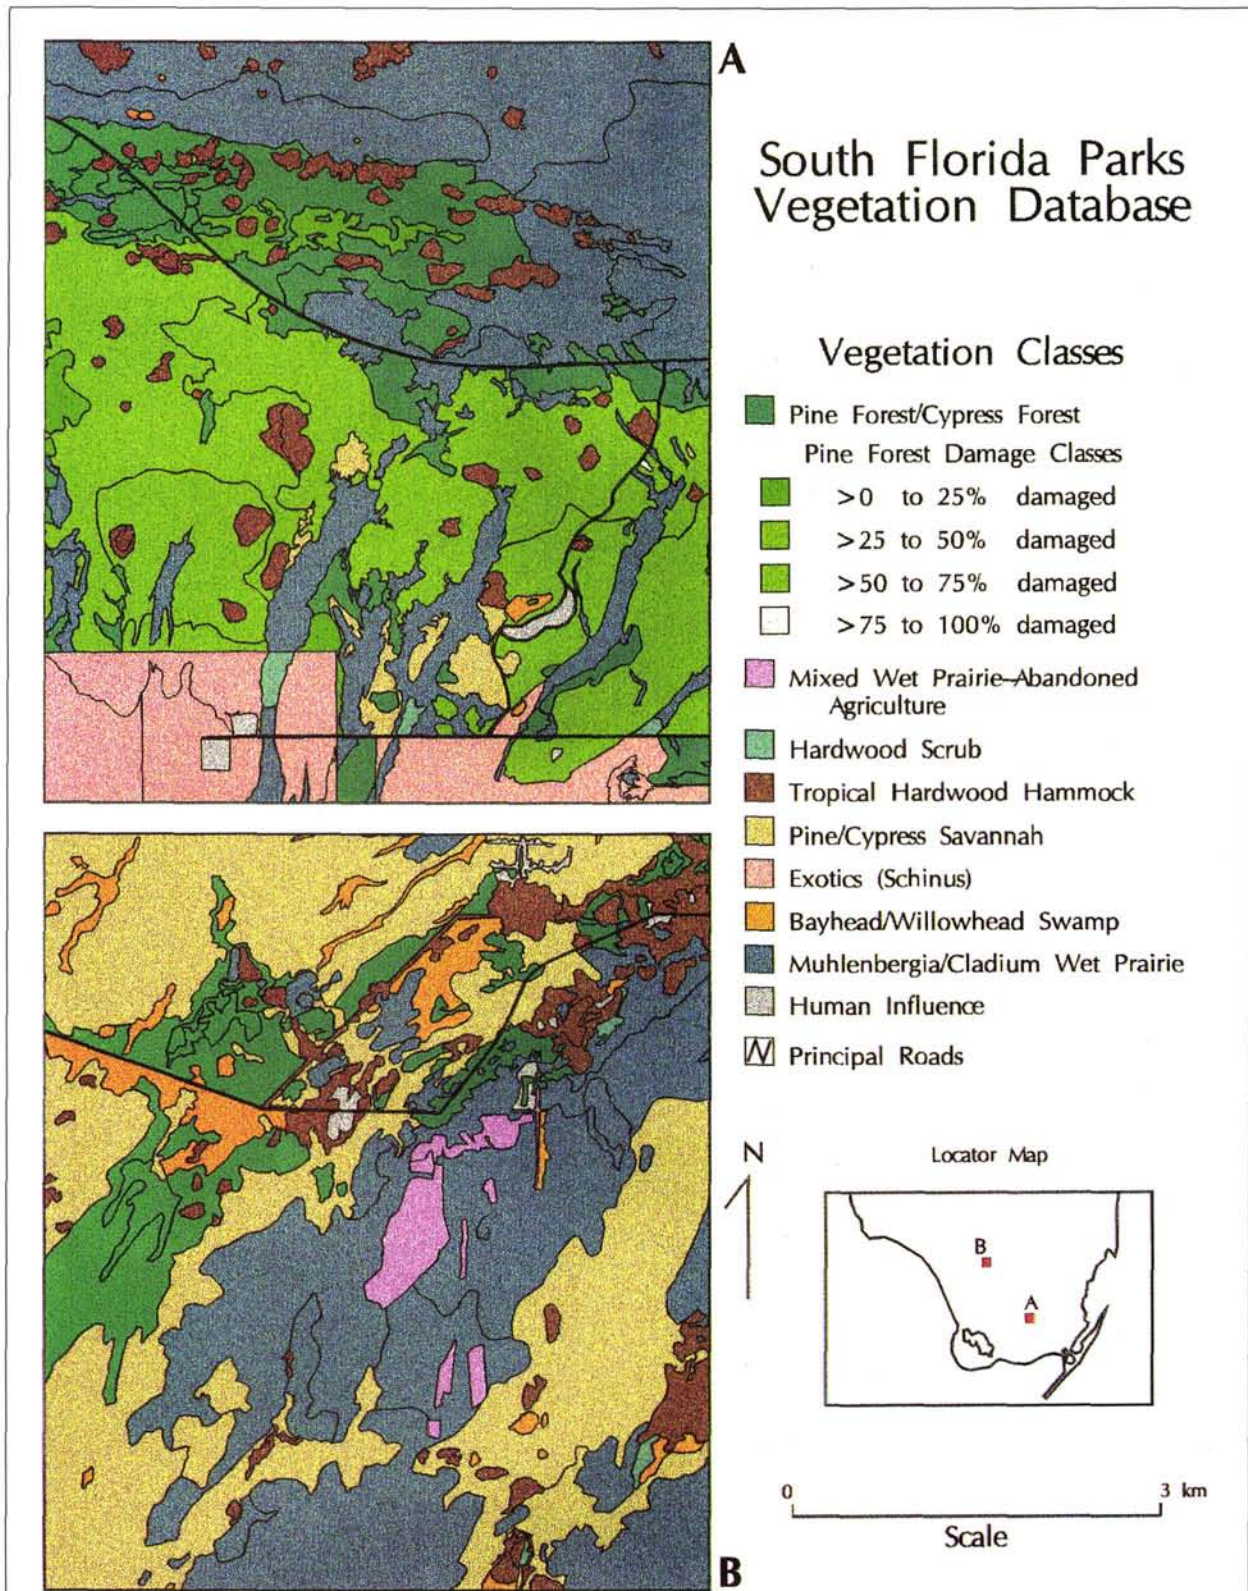 A
South Florida Parks
Vegetation Database
Vegetation Classes
Pine Forest/Cypress Forest
Pine Forest Damage Classes
>0 to 25% damaged
>25 to 50% damaged
>50 to 75% damaged
>75 to 100% damaged
Mixed Wet Prairie-Abandoned
Agriculture
Hardwood Scrub
Tropical Hardwood Hammock
Pine/Cypress Savannah
Exotics (Schinus)
Bayhead/Willowhead Swamp
Muhlenbergia/Cladium Wet Prairie
Human Influence
Principal Roads
N
Locator Map
B
A
0 3 km
Scale
B